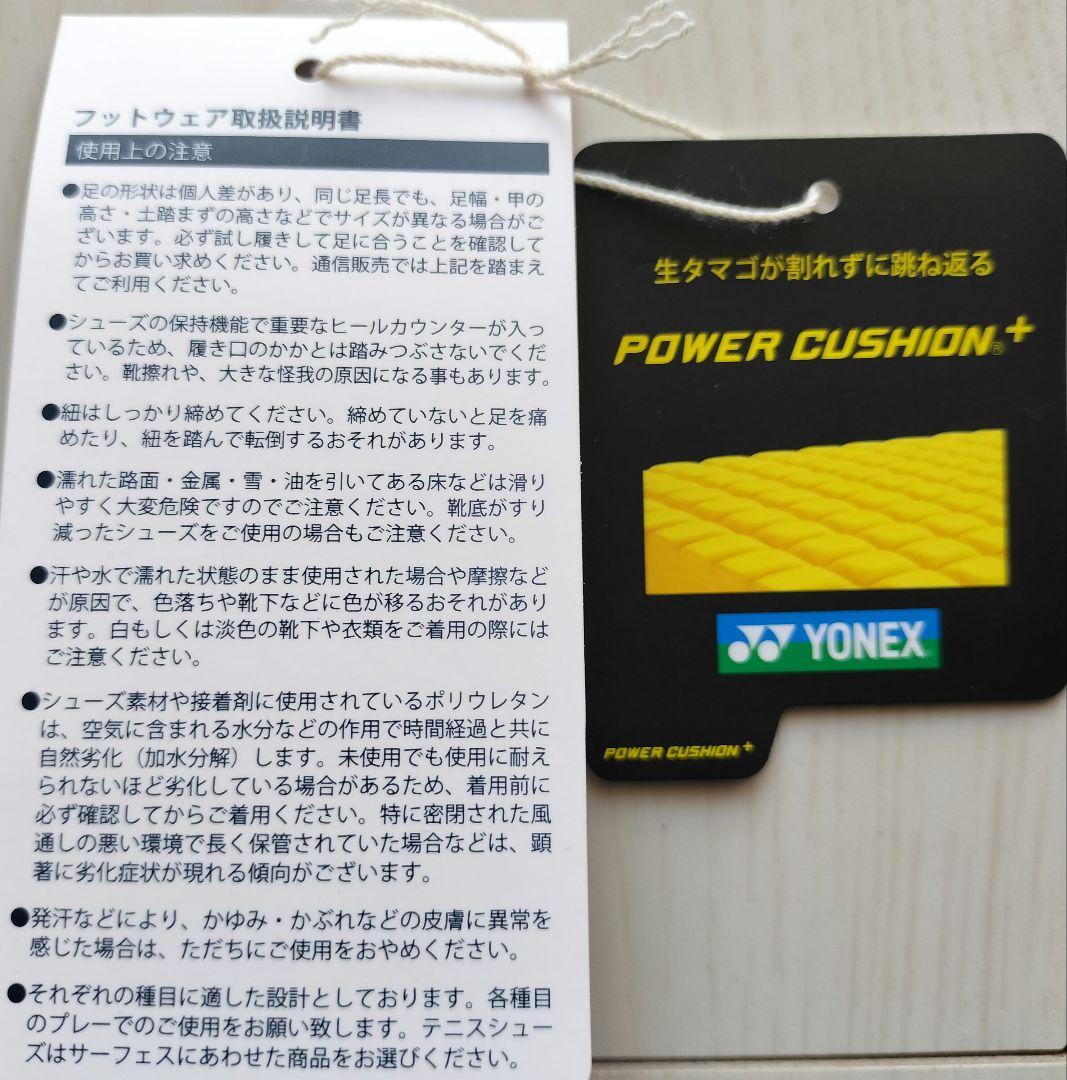 フットウェア取扱説明書
使用上の注意
●足の形状は個人差があり、同じ足長でも、足幅・甲の
高さ・土踏まずの高さなどでサイズが異なる場合がご
ざいます。必ず試し履きして足に合うことを確認して
からお買い求めください。通信販売では上記を踏まえ
てご利用ください。
●シューズの保持機能で重要なヒールカウンターが入っ
ているため、履き口のかかとは踏みつぶさないでくだ
さい。靴擦れや、大きな怪我の原因になる事もあります。
●紐はしっかり締めてください。締めていないと足を痛
めたり、紐を踏んで転倒するおそれがあります。
●濡れた路面・金属・雪・油を引いてある床などは滑り
やすく大変危険ですのでご注意ください。靴底がすり
減ったシューズをご使用の場合もご注意ください。
●汗や水で濡れた状態のまま使用された場合や摩擦など
が原因で、色落ちや靴下などに色が移るおそれがあり
ます。白もしくは淡色の靴下や衣類をご着用の際には
ご注意ください。
●シューズ素材や接着剤に使用されているポリウレタン
は、空気に含まれる水分などの作用で時間経過と共に
自然劣化（加水分解）します。未使用でも使用に耐え
られないほど劣化している場合があるため、着用前に
必ず確認してからご着用ください。特に密閉された風
通しの悪い環境で長く保管されていた場合などは、顕
著に劣化症状が現れる傾向がございます。
●発汗などにより、かゆみ・かぶれなどの皮膚に異常を
感じた場合は、ただちにご使用をおやめください。
●それぞれの種目に適した設計としております。各種目
のプレーでのご使用をお願い致します。テニスシュー
ズはサーフェスにあわせた商品をお選びください。
生タマゴが割れずに跳ね返る
POWER CUSHION®+
YONEX
POWER CUSHION+